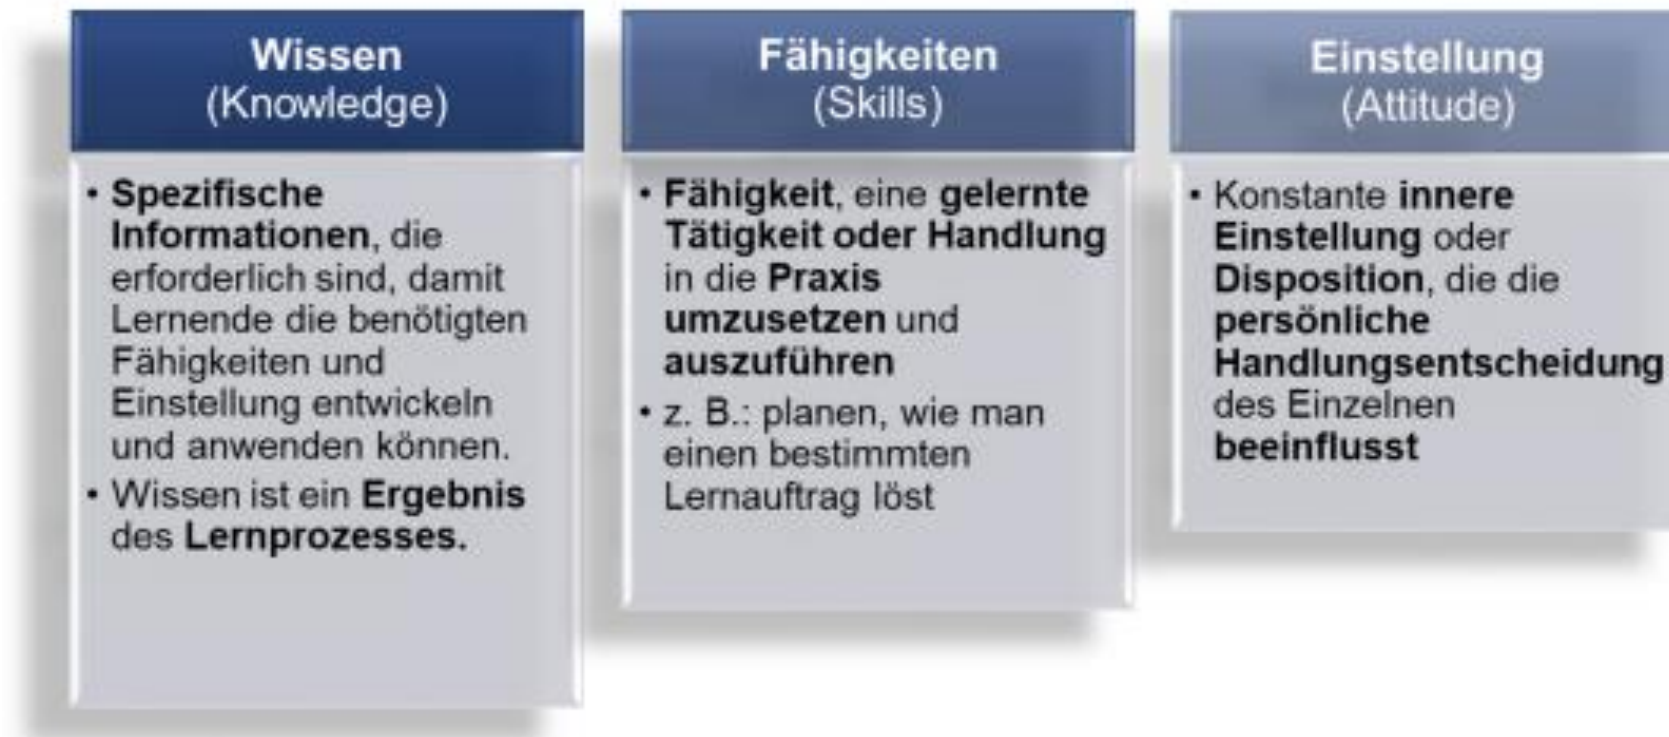 Wissen
(Knowledge)
• Spezifische
Informationen, die
erforderlich sind, damit
Lernende die benötigten
Fähigkeiten und
Einstellung entwickeln
und anwenden können.
• Wissen ist ein Ergebnis
des Lernprozesses.
Fähigkeiten
(Skills)
• Fähigkeit, eine gelernte
Tätigkeit oder Handlung
in die Praxis
umzusetzen und
auszuführen
• z. B.: planen, wie man
einen bestimmten
Lernauftrag löst
Einstellung
(Attitude)
• Konstante innere
Einstellung oder
Disposition, die die
persönliche
Handlungsentscheidung
des Einzelnen
beeinflusst